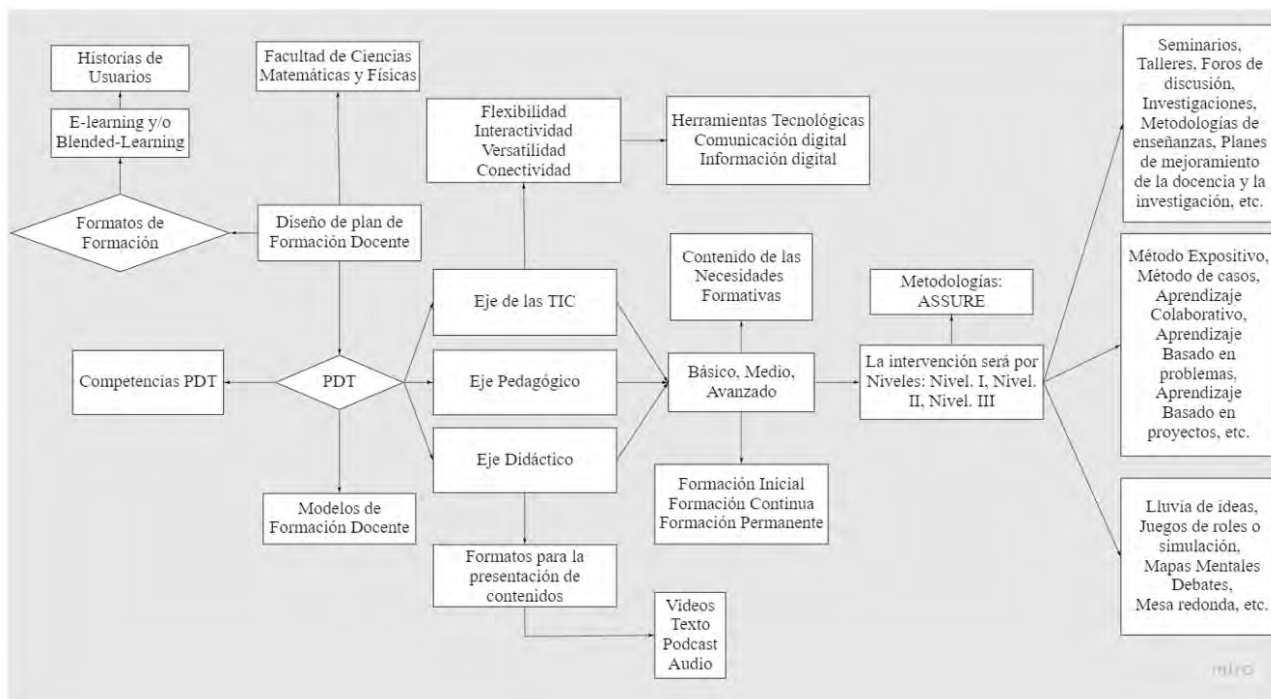 Historias de
Usuarios
E-learning y/o
Blended-Learning
Formatos de
Formación
Facultad de Ciencias
Matemáticas y Físicas
Diseño de plan de
Formación Docente
Competencias PDT
PDT
Modelos de
Formación Docente
Flexibilidad
Interactividad
Versatilidad
Conectividad
Herramientas Tecnológicas
Comunicación digital
Información digital
Eje de las TIC
Eje Pedagógico
Eje Didáctico
Formatos para la
presentación de
contenidos
Videos
Texto
Podcast
Audio
Contenido de las
Necesidades
Formativas
Básico, Medio,
Avanzado
Formación Inicial
Formación Continua
Formación Permanente
Metodologías:
ASSURE
La intervención será por
Niveles: Nivel. I, Nivel.
II, Nivel. III
Seminarios,
Talleres, Foros de
discusión,
Investigaciones,
Metodologías de
enseñanzas, Planes
de mejoramiento
de la docencia y la
investigación, etc.
Método Expositivo,
Método de casos,
Aprendizaje
Colaborativo,
Aprendizaje
Basado en
problemas,
Aprendizaje
Basado en
proyectos, etc.
Lluvia de ideas,
Juegos de roles o
simulación,
Mapas Mentales
Debates,
Mesa redonda, etc.
miro